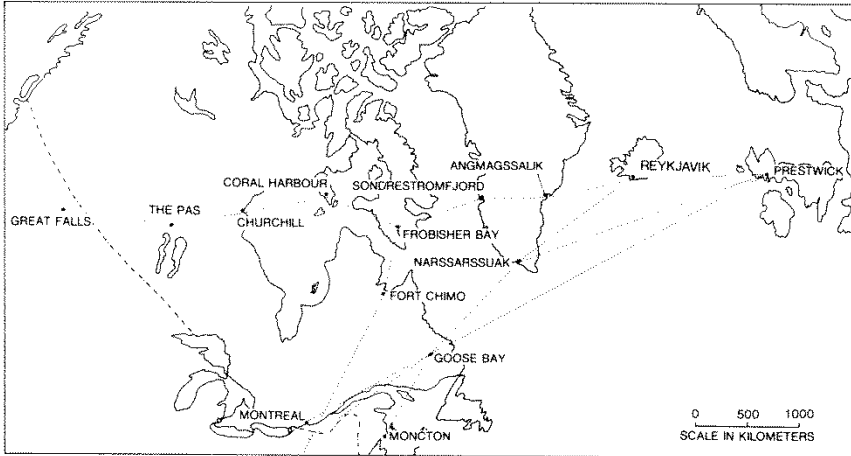 ANGMAGSSALIK
REYKJAVIK
PRESTWICK
CORAL HARBOUR
SONDRESTROMFJORD
THE PAS
GREAT FALLS
CHURCHILL
FROBISHER BAY
NARSSARSSUAK
FORT CHIMO
GOOSE BAY
MONTREAL
MONCTON
0 500 1000
SCALE IN KILOMETERS